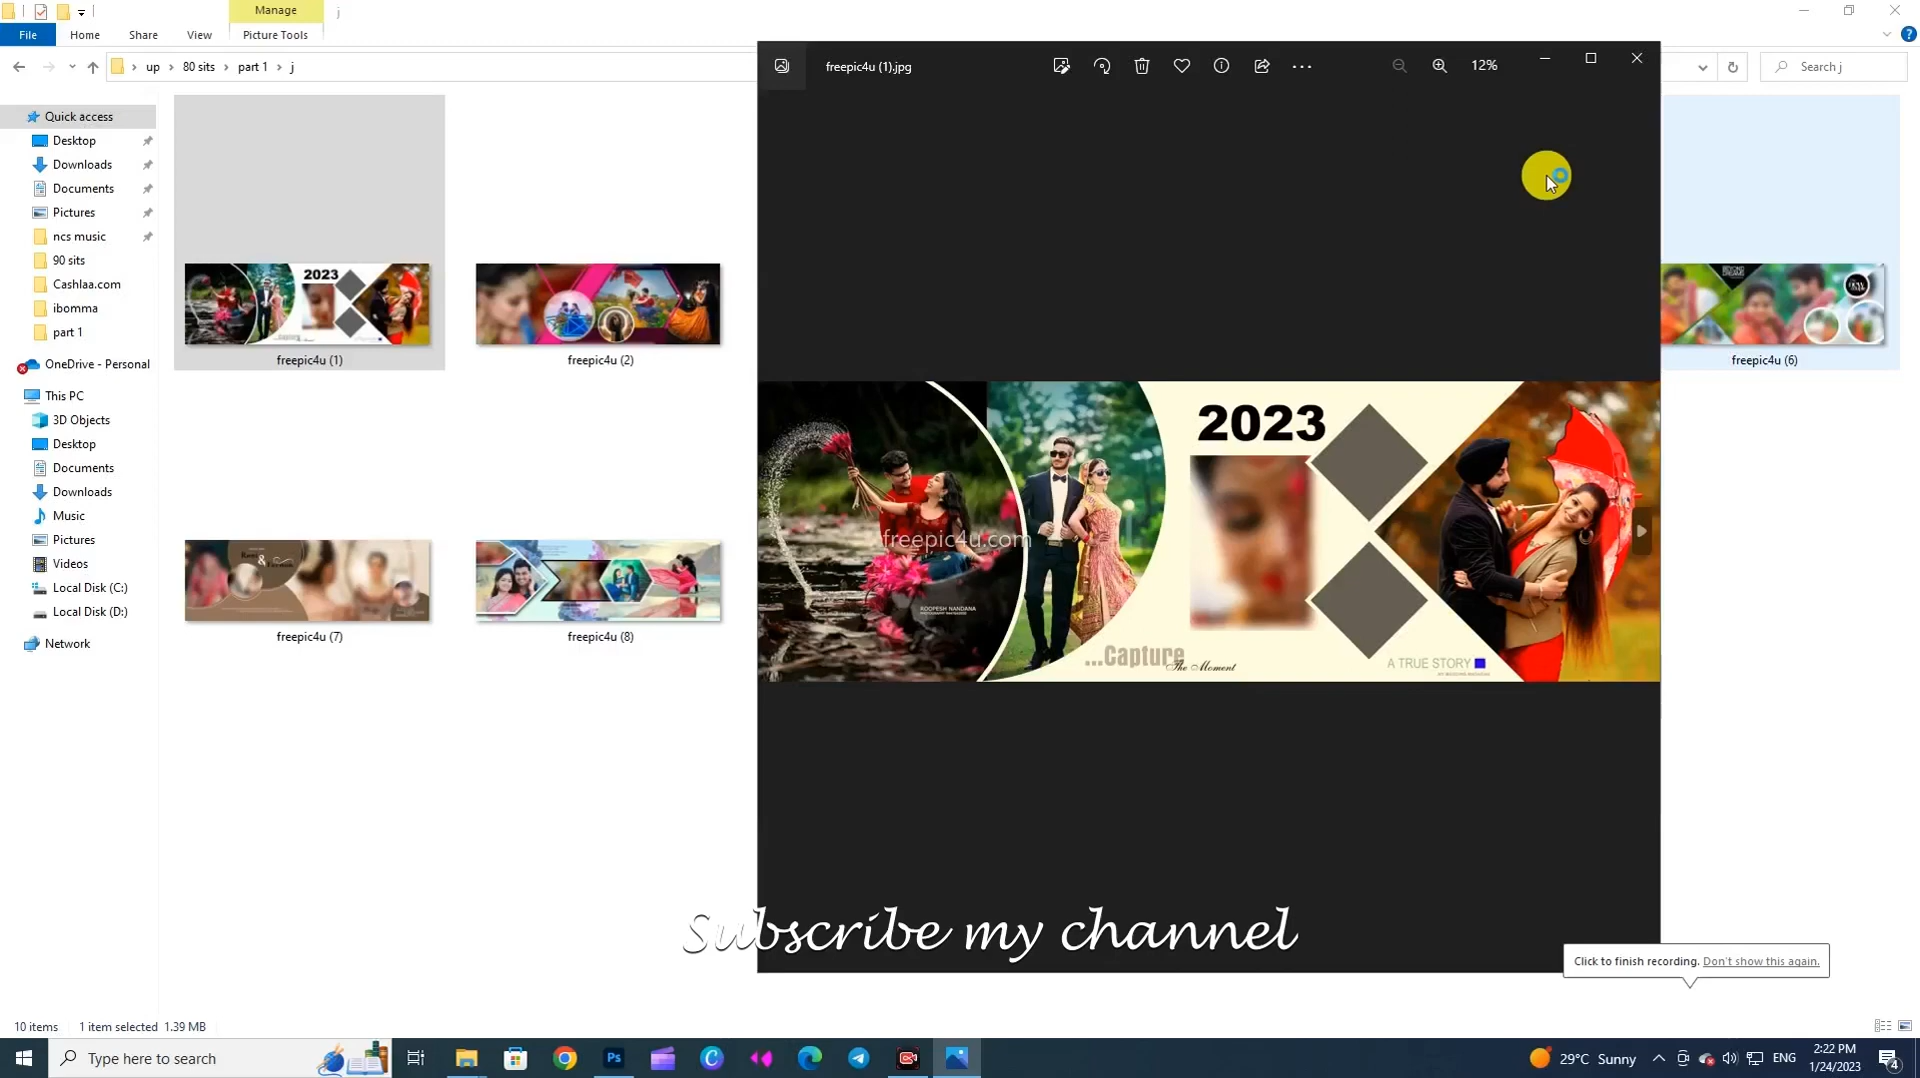 Manage
j
File
Home
Share
View
Picture Tools
up
80 sits
part 1
j
Search j
Quick access
Desktop
Downloads
Documents
Pictures
ncs music
90 sits
Cashlaa.com
ibomma
part 1
OneDrive - Personal
This PC
3D Objects
Desktop
Documents
Downloads
Music
Pictures
Videos
Local Disk (C:)
Local Disk (D:)
Network
2023
freepic4u (1)
freepic4u (2)
freepic4u (6)
freepic4u (7)
freepic4u (8)
freepic4u (1).jpg
12%
2023
freepic4u.com
ROOPESH NANDANA
...Capture
The Moment
A TRUE STORY
Subscribe my channel
Click to finish recording. Don't show this again.
10 items
1 item selected 1.39 MB
Type here to search
Ps
29°C Sunny
ENG
2:22 PM
1/24/2023
4